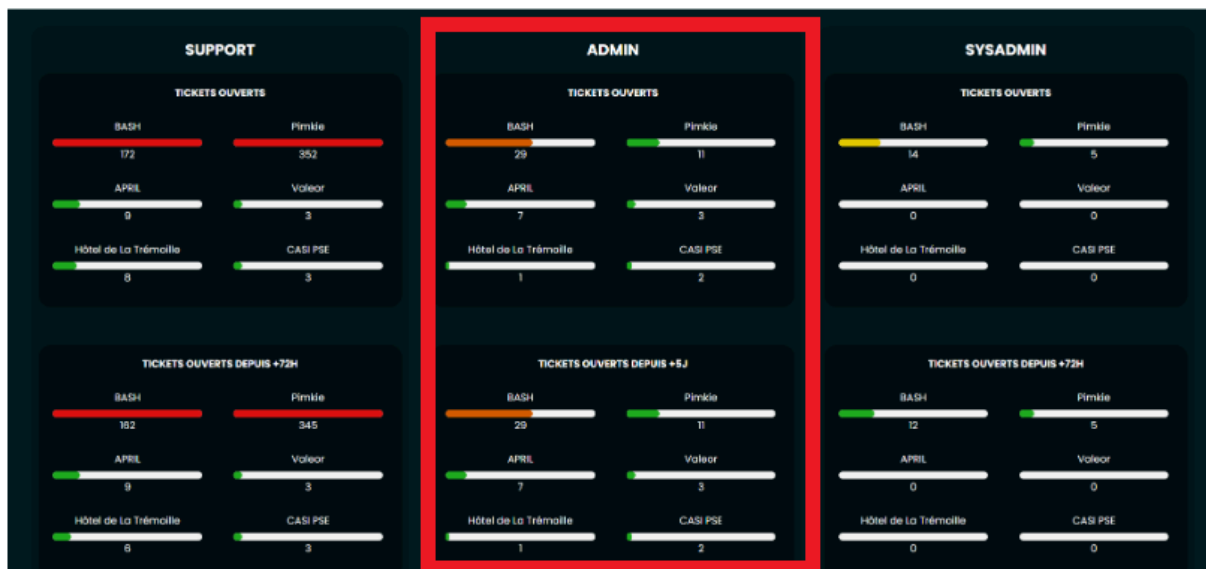 SUPPORT
TICKETS OUVERTS
BASH Pimkie
172 352
APRIL Valeor
9 3
Hôtel de La Trémoille CASI PSE
8 3
TICKETS OUVERTS DEPUIS +72H
BASH Pimkie
162 345
APRIL Valeor
9 3
Hôtel de La Trémoille CASI PSE
6 3
ADMIN
TICKETS OUVERTS
BASH Pimkie
29 11
APRIL Valeor
7 3
Hôtel de La Trémoille CASI PSE
1 2
TICKETS OUVERTS DEPUIS +5J
BASH Pimkie
29 11
APRIL Valeor
7 3
Hôtel de La Trémoille CASI PSE
1 2
SYSADMIN
TICKETS OUVERTS
BASH Pimkie
14 5
APRIL Valeor
0 0
Hôtel de La Trémoille CASI PSE
0 0
TICKETS OUVERTS DEPUIS +72H
BASH Pimkie
12 5
APRIL Valeor
0 0
Hôtel de La Trémoille CASI PSE
0 0